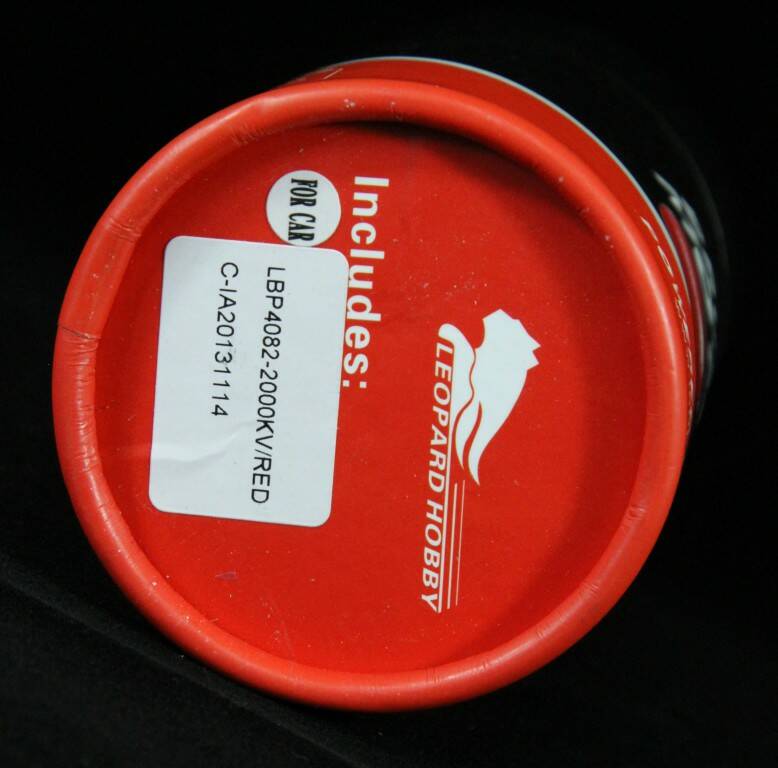 LEOPARD HOBBY
Includes:
FOR CAR
LBP4082-2000KV/RED
C-IA20131114